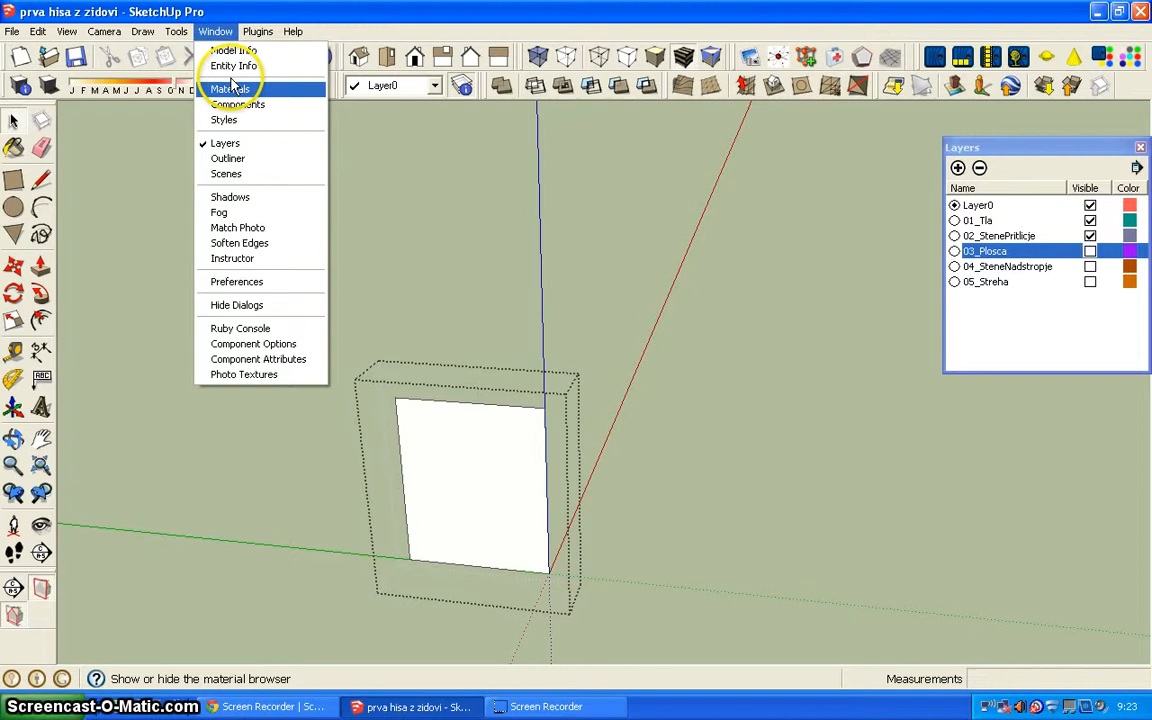 prva hisa z zidovi - SketchUp Pro
File Edit View Camera Draw Tools Window Plugins Help
Model Info
Entity Info
Materials
Components
Styles
Layers
Outliner
Scenes
Shadows
Fog
Match Photo
Soften Edges
Instructor
Preferences
Hide Dialogs
Ruby Console
Component Options
Component Attributes
Photo Textures
J F M A M J J A S O N D
Layer0
Layers
Name Visible Color
Layer0
01_Tla
02_StenePritlicje
03_Plosca
04_SteneNadstropje
05_Streha
ABC
Show or hide the material browser
Measurements
Screencast-O-Matic.com
Screen Recorder | Sc...
prva hisa z zidovi - Sk...
Screen Recorder
9:23